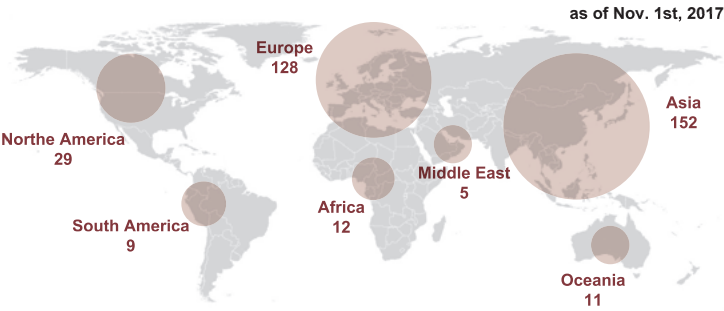 as of Nov. 1st, 2017
Europe
128
Asia
152
Northe America
29
Middle East
5
Africa
12
South America
9
Oceania
11